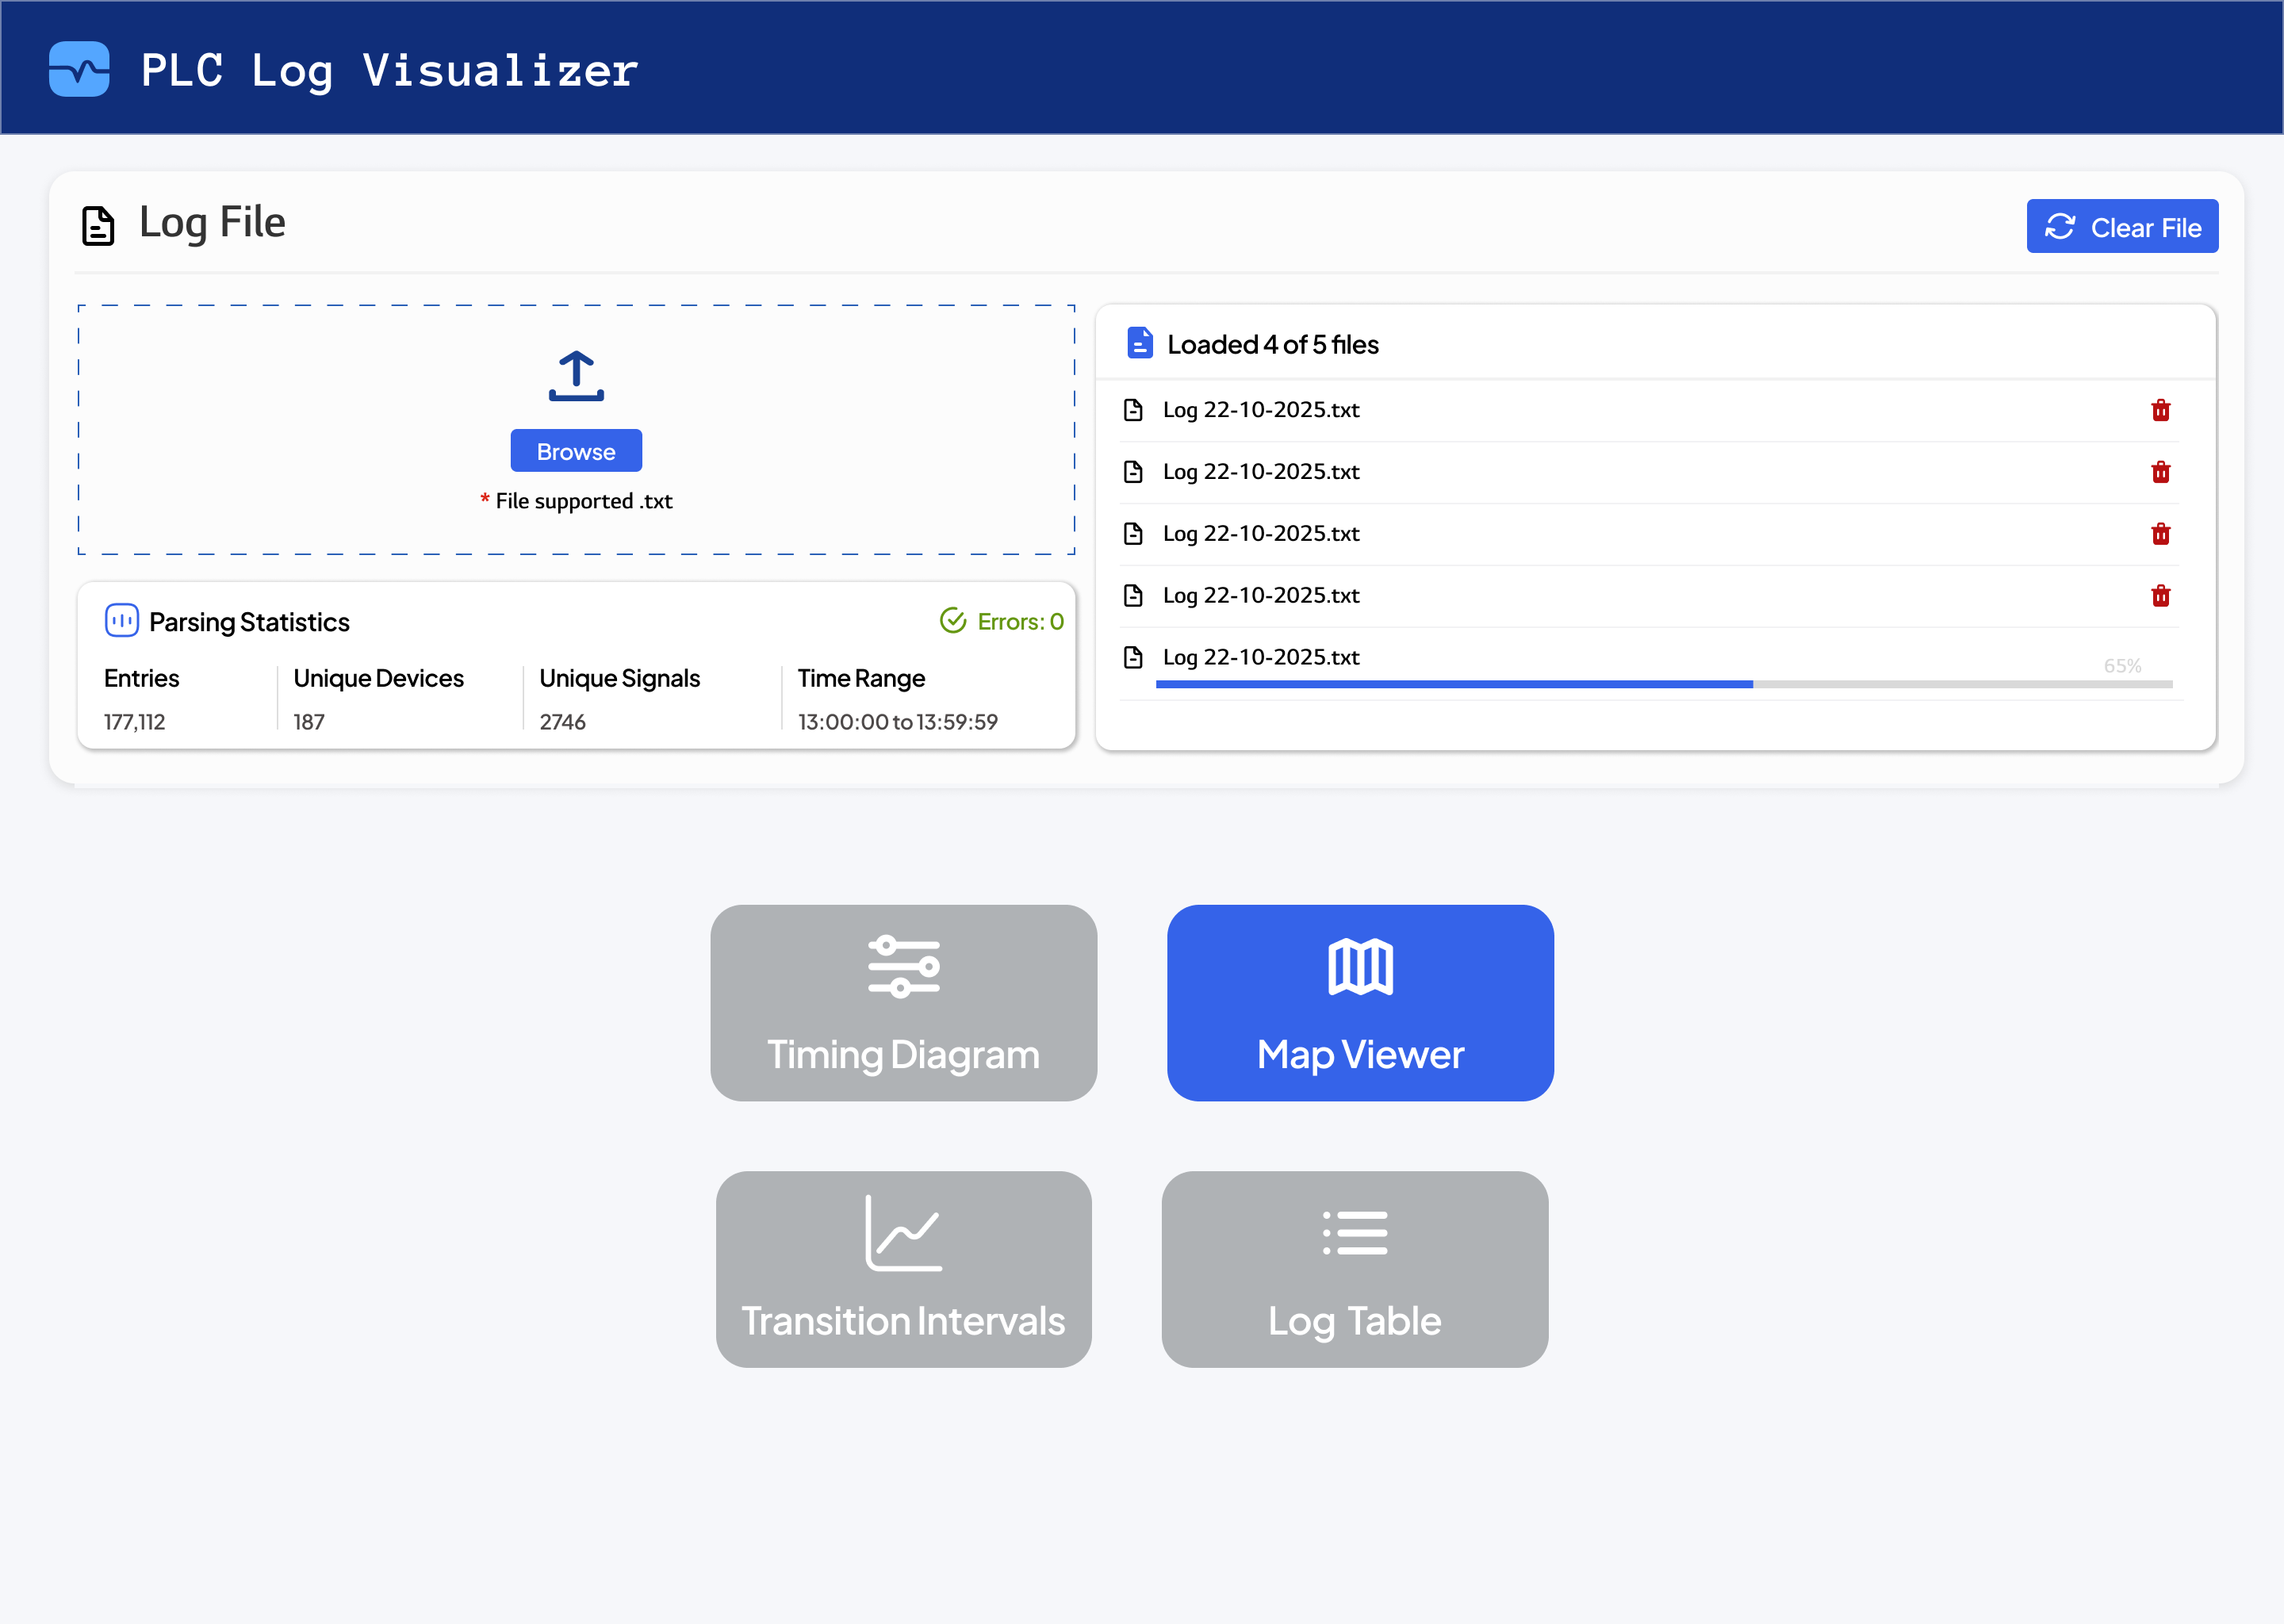 PLC Log Visualizer
Log File
Clear File
Browse
* File supported .txt
Loaded 4 of 5 files
Log 22-10-2025.txt
Log 22-10-2025.txt
Log 22-10-2025.txt
Log 22-10-2025.txt
Log 22-10-2025.txt
65%
Parsing Statistics
Errors: 0
Entries
177,112
Unique Devices
187
Unique Signals
2746
Time Range
13:00:00 to 13:59:59
Timing Diagram
Map Viewer
Transition Intervals
Log Table